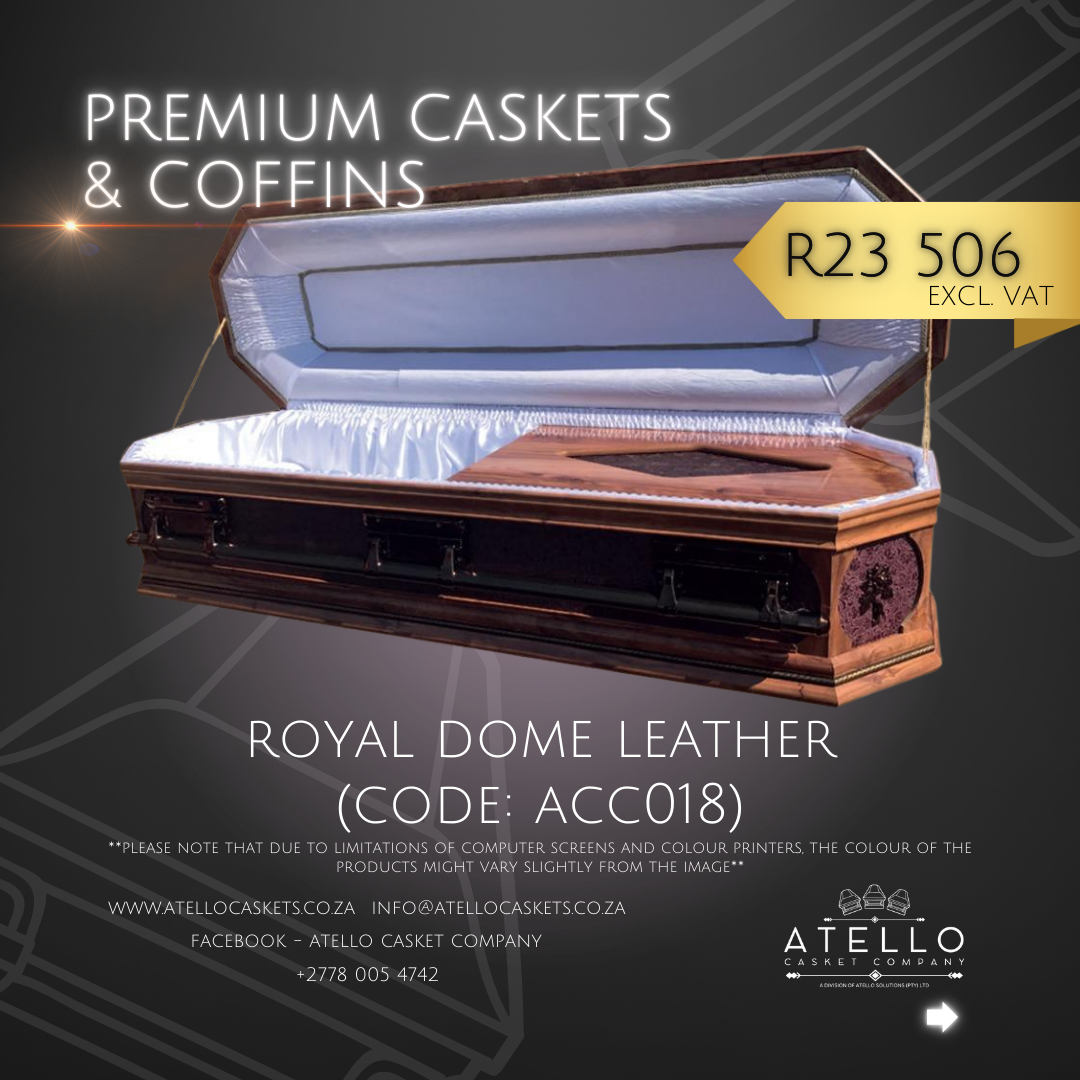 PREMIUM CASKETS
& COFFINS
R23 506
EXCL. VAT
ROYAL DOME LEATHER
(CODE: ACC018)
**PLEASE NOTE THAT DUE TO LIMITATIONS OF COMPUTER SCREENS AND COLOUR PRINTERS, THE COLOUR OF THE
PRODUCTS MIGHT VARY SLIGHTLY FROM THE IMAGE**
WWW.ATELLOCASKETS.CO.ZA INFO@ATELLOCASKETS.CO.ZA
FACEBOOK - ATELLO CASKET COMPANY
+2778 005 4742
ATELLO
CASKET COMPANY
A DIVISION OF ATELLO SOLUTIONS (PTY) LTD